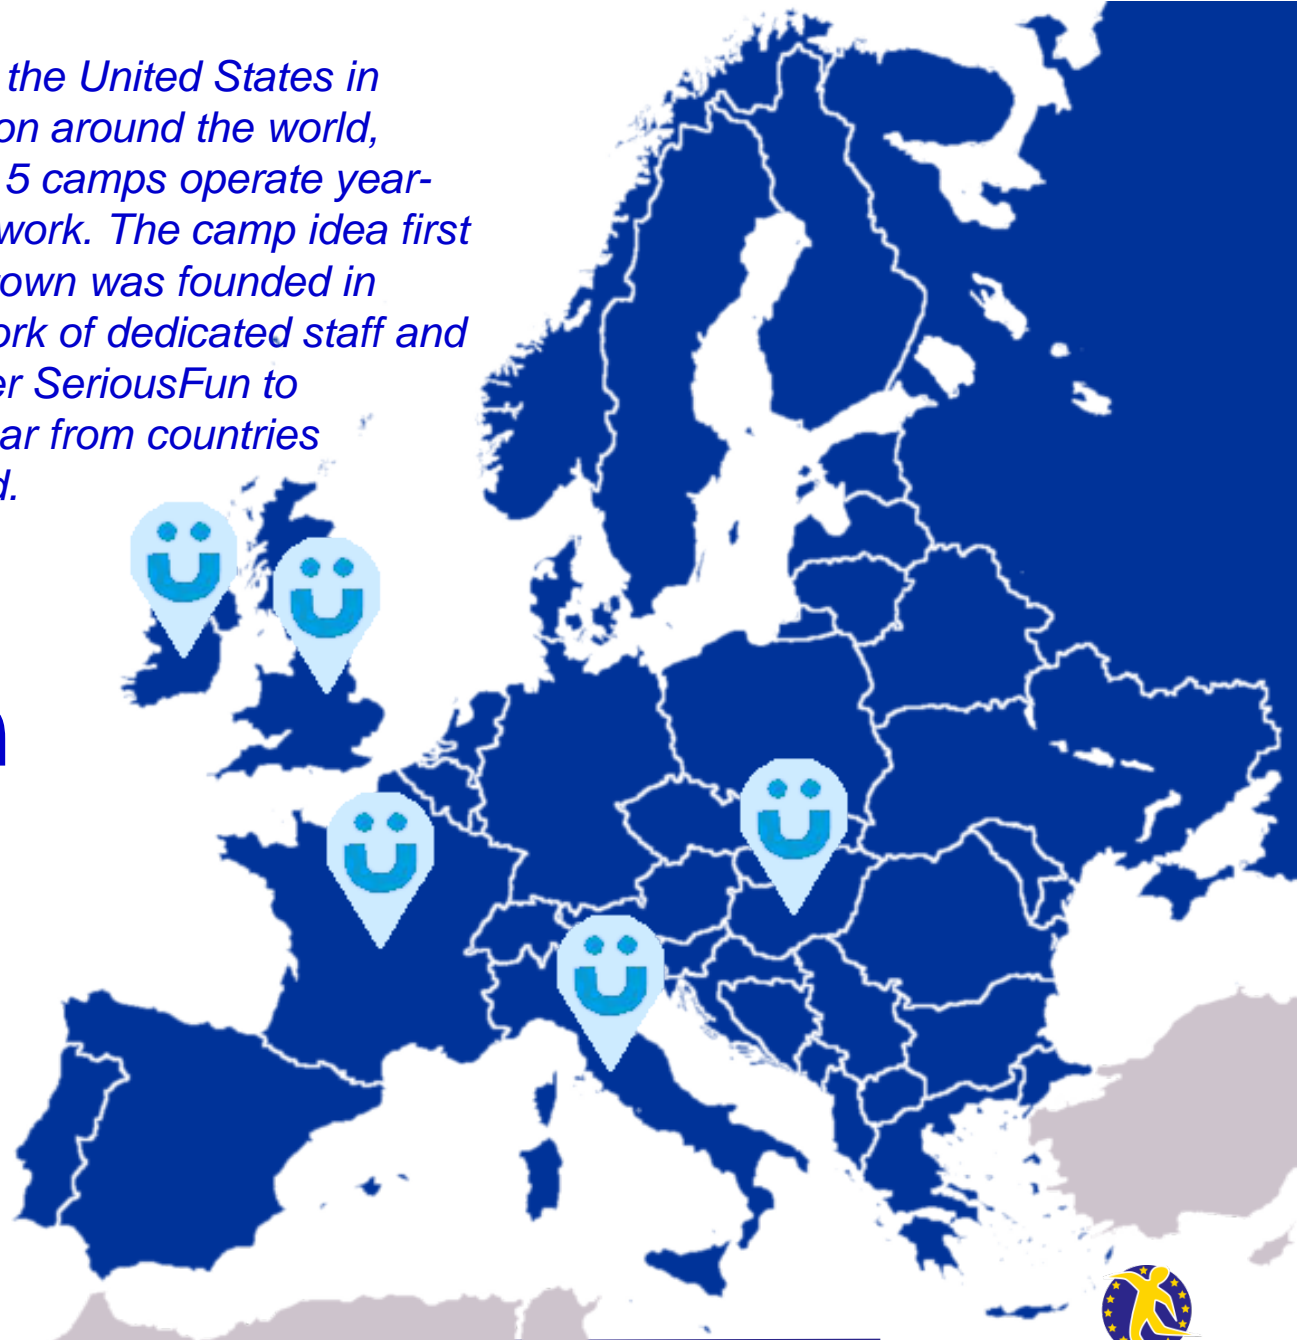 the United States in
on around the world,
5 camps operate year-
work. The camp idea first
own was founded in
ork of dedicated staff and
er SeriousFun to
ar from countries
d.